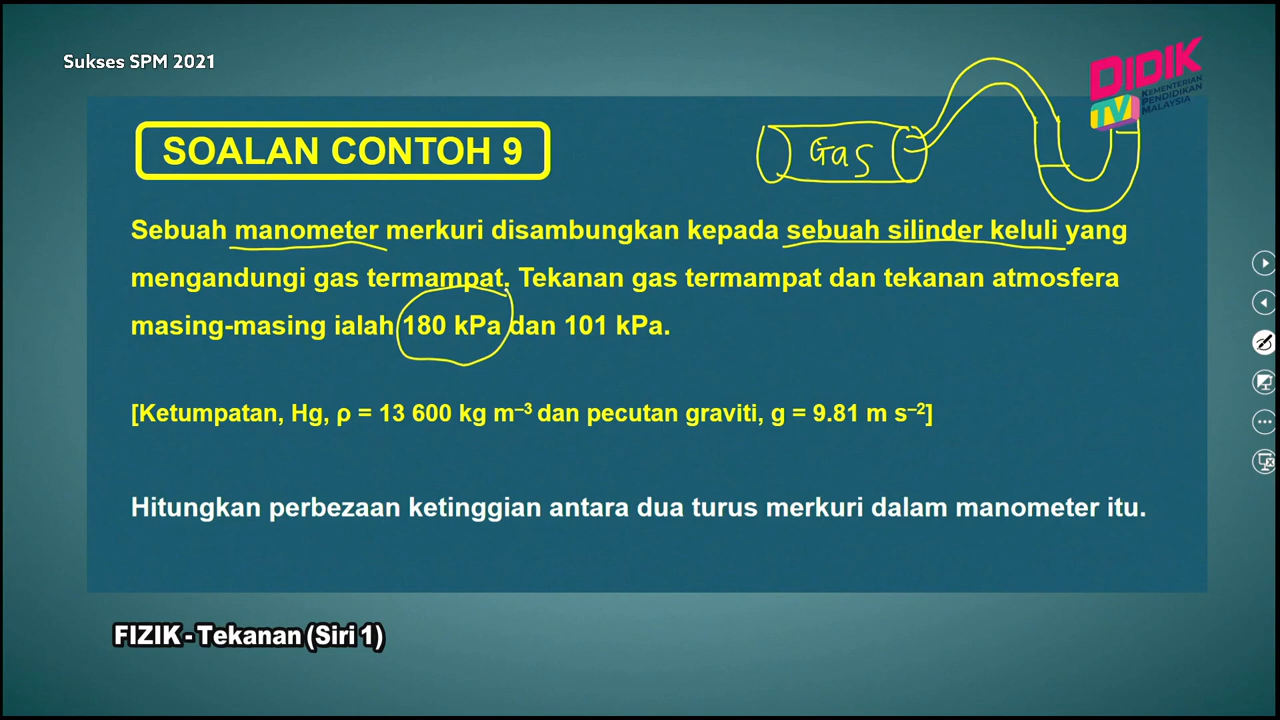 Sukses SPM 2021
DIDIK
TV KEMENTERIAN
PENDIDIKAN
MALAYSIA
SOALAN CONTOH 9
Gas
Sebuah manometer merkuri disambungkan kepada sebuah silinder keluli yang
mengandungi gas termampat. Tekanan gas termampat dan tekanan atmosfera
masing-masing ialah 180 kPa dan 101 kPa.
[Ketumpatan, Hg, ρ = 13 600 kg m⁻³ dan pecutan graviti, g = 9.81 m s⁻²]
Hitungkan perbezaan ketinggian antara dua turus merkuri dalam manometer itu.
FIZIK - Tekanan (Siri 1)